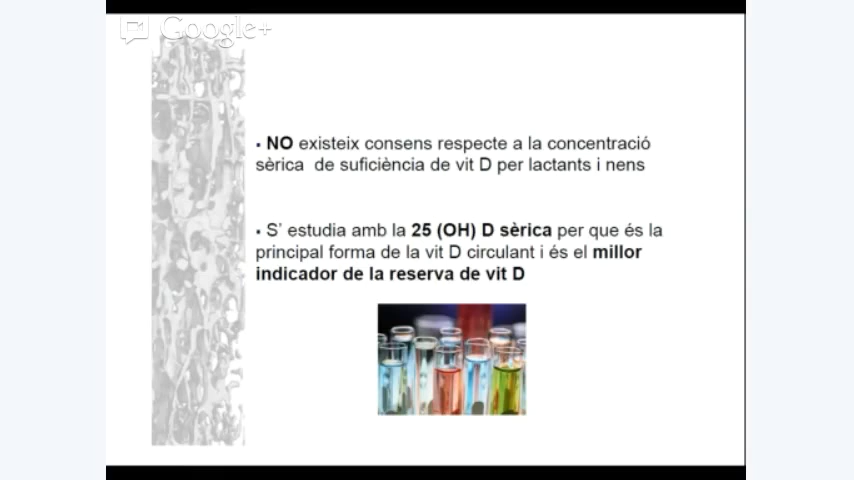 Google+
▪ NO existeix consens respecte a la concentració
sèrica de suficiència de vit D per lactants i nens
▪ S’ estudia amb la 25 (OH) D sèrica per que és la
principal forma de la vit D circulant i és el millor
indicador de la reserva de vit D